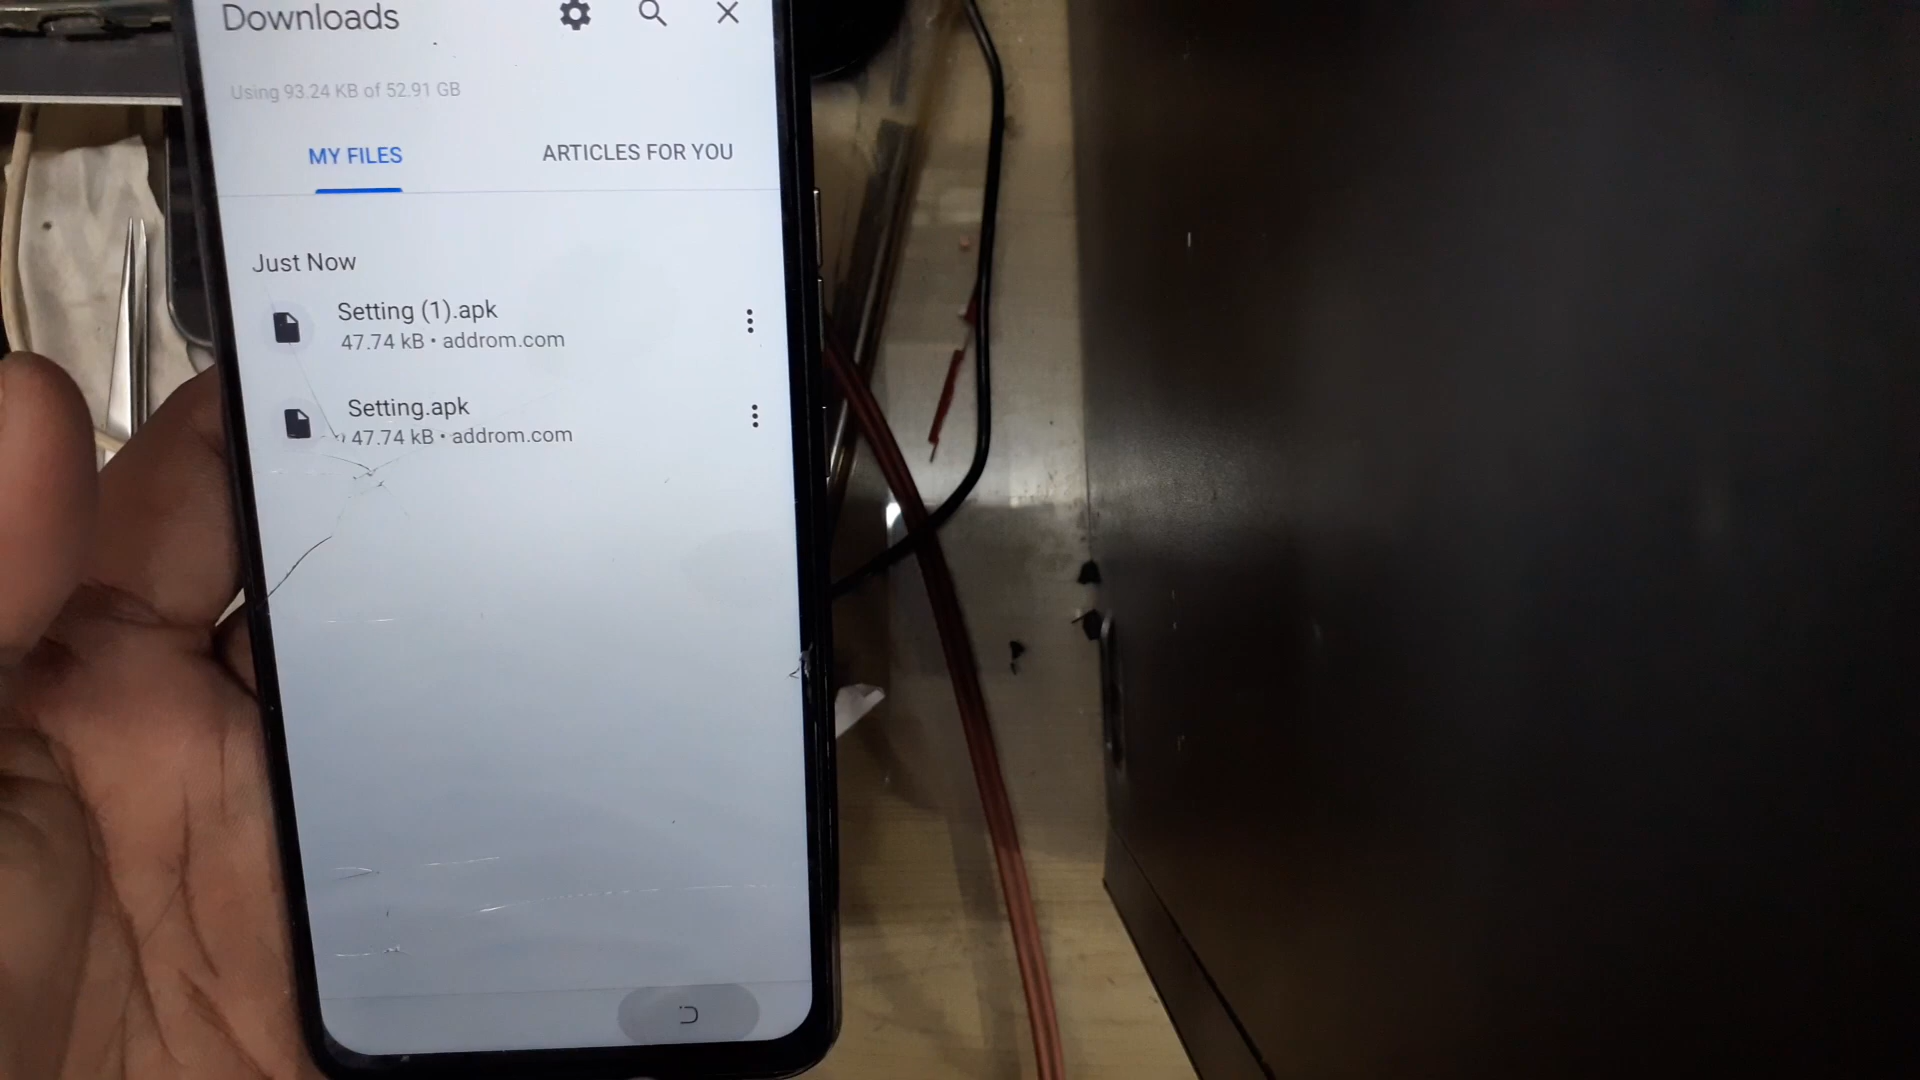 Downloads
Using 93.24 KB of 52.91 GB
MY FILES
ARTICLES FOR YOU
Just Now
Setting (1).apk
47.74 kB • addrom.com
Setting.apk
47.74 kB • addrom.com